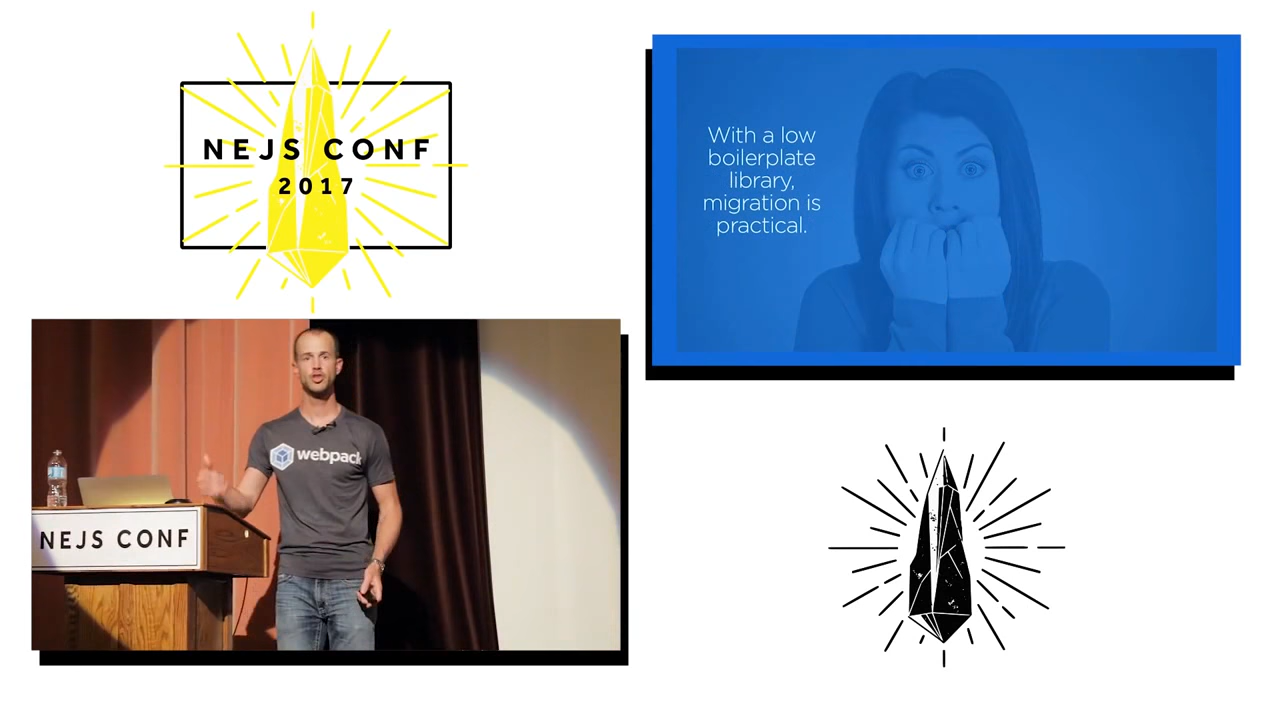 NEJS CONF
2017
With a low
boilerplate
library,
migration is
practical.
webpack
NEJS CONF